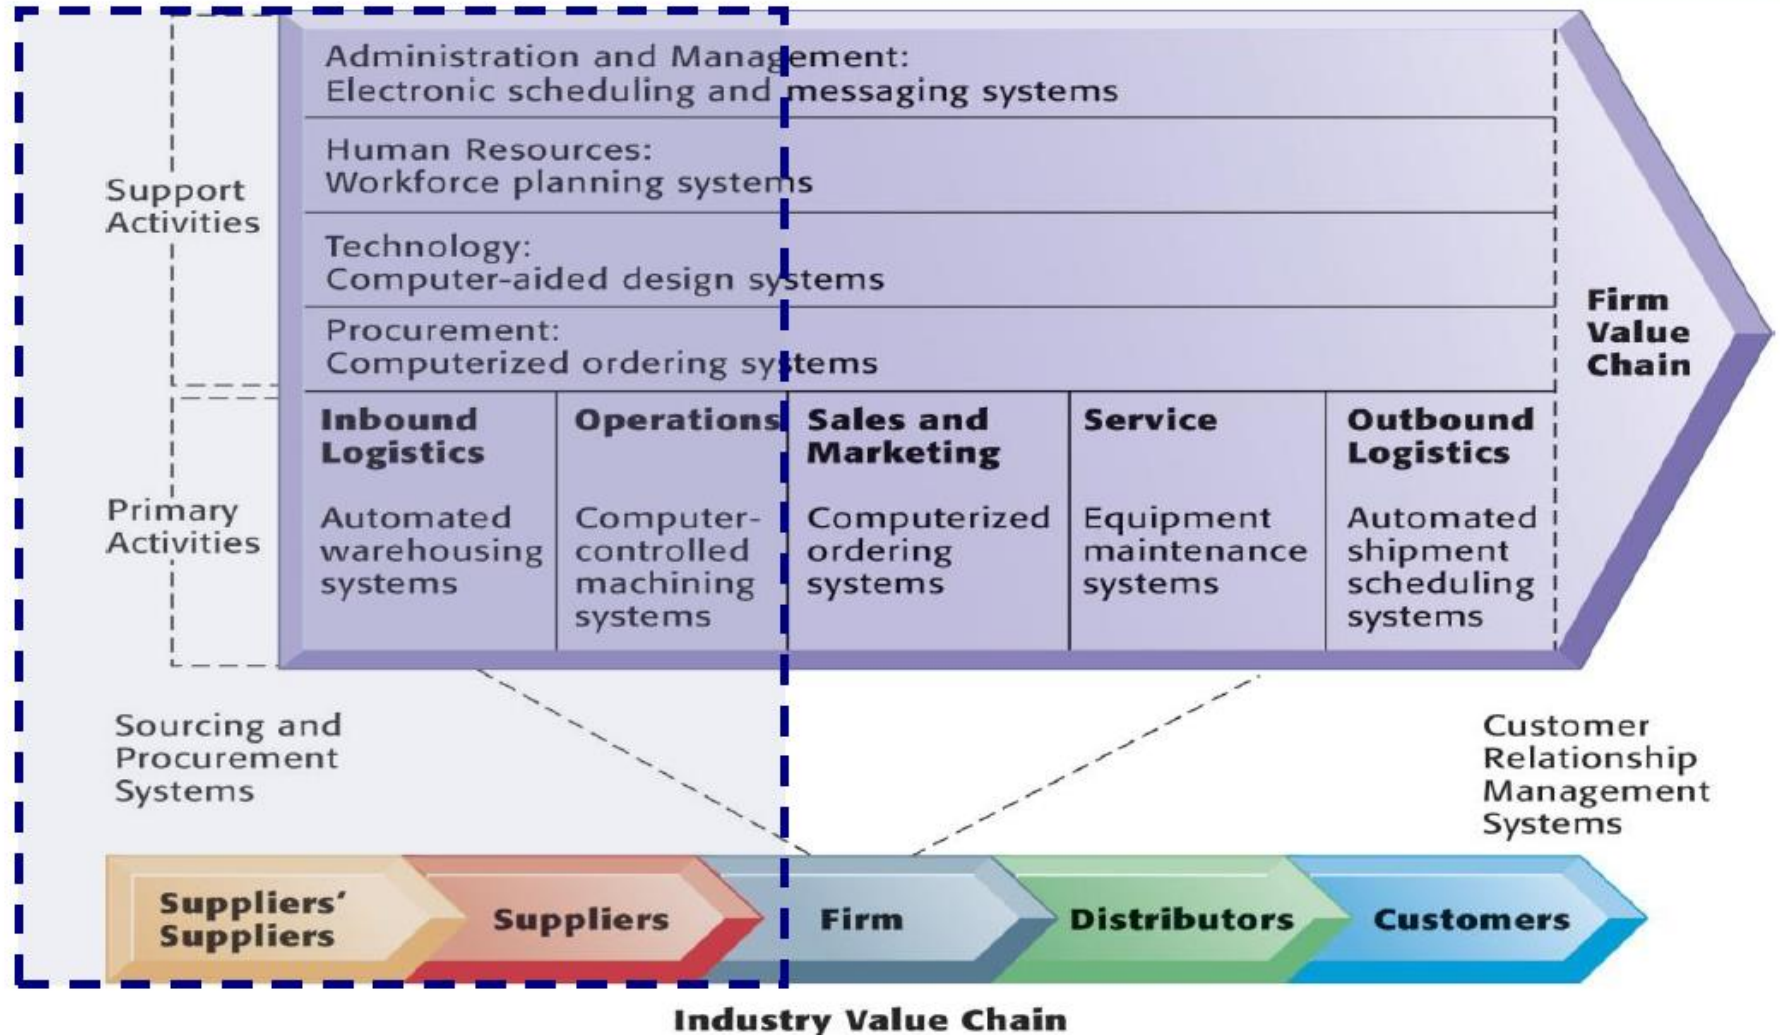 Administration and Management:
Electronic scheduling and messaging systems
Human Resources:
Workforce planning systems
Support
Activities
Technology:
Computer-aided design systems
Procurement:
Computerized ordering systems
Firm
Value
Chain
Primary
Activities
Inbound
Logistics
Automated
warehousing
systems
Operations
Computer-
controlled
machining
systems
Sales and
Marketing
Computerized
ordering
systems
Service
Equipment
maintenance
systems
Outbound
Logistics
Automated
shipment
scheduling
systems
Sourcing and
Procurement
Systems
Customer
Relationship
Management
Systems
Suppliers'
Suppliers
Suppliers
Firm
Distributors
Customers
Industry Value Chain